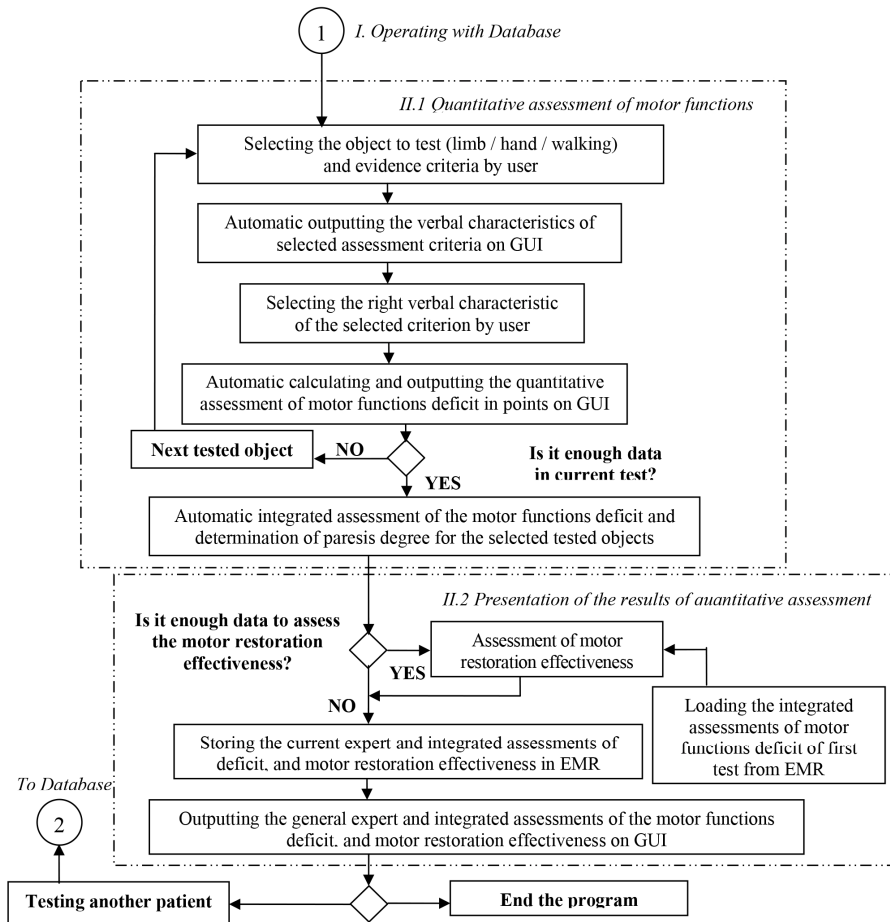 1
I. Operating with Database
II.1 Quantitative assessment of motor functions
Selecting the object to test (limb / hand / walking)
and evidence criteria by user
Automatic outputting the verbal characteristics of
selected assessment criteria on GUI
Selecting the right verbal characteristic
of the selected criterion by user
Automatic calculating and outputting the quantitative
assessment of motor functions deficit in points on GUI
Next tested object
NO
Is it enough data
in current test?
YES
Automatic integrated assessment of the motor functions deficit and
determination of paresis degree for the selected tested objects
II.2 Presentation of the results of quantitative assessment
Is it enough data to assess
the motor restoration
effectiveness?
YES
Assessment of motor
restoration effectiveness
NO
Loading the integrated
assessments of motor
functions deficit of first
test from EMR
Storing the current expert and integrated assessments of
deficit, and motor restoration effectiveness in EMR
To Database
2
Outputting the general expert and integrated assessments of the motor functions
deficit, and motor restoration effectiveness on GUI
Testing another patient
End the program